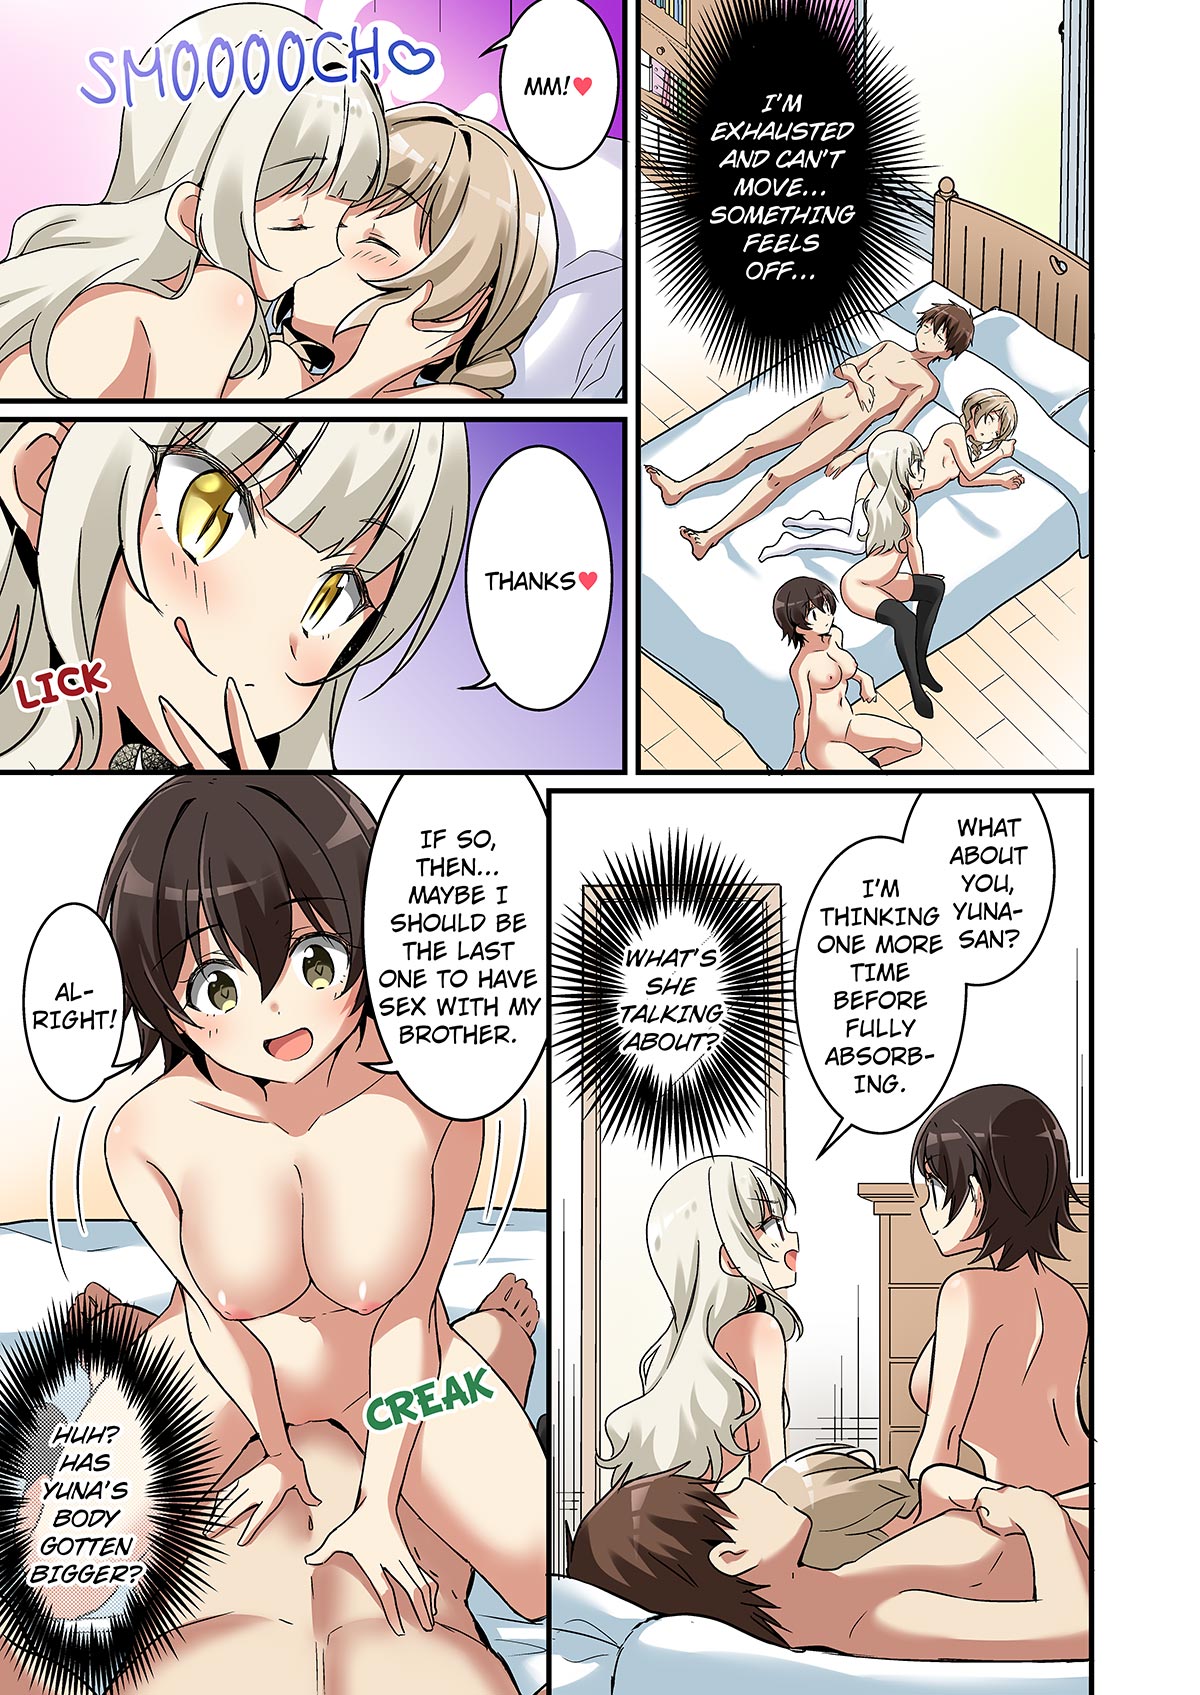 I'M
EXHAUSTED
AND CAN'T
MOVE...
SOMETHING
FEELS
OFF...
MM!♥
SMOOOOCH♡
THANKS♥
LICK
WHAT
ABOUT
YOU,
YUNA-
SAN?
I'M
THINKING
ONE MORE
TIME
BEFORE
FULLY
ABSORB-
ING.
WHAT'S
SHE
TALKING
ABOUT?
IF SO,
THEN...
MAYBE I
SHOULD BE
THE LAST
ONE TO HAVE
SEX WITH MY
BROTHER.
AL-
RIGHT!
CREAK
HUH?
HAS
YUNA'S
BODY
GOTTEN
BIGGER?